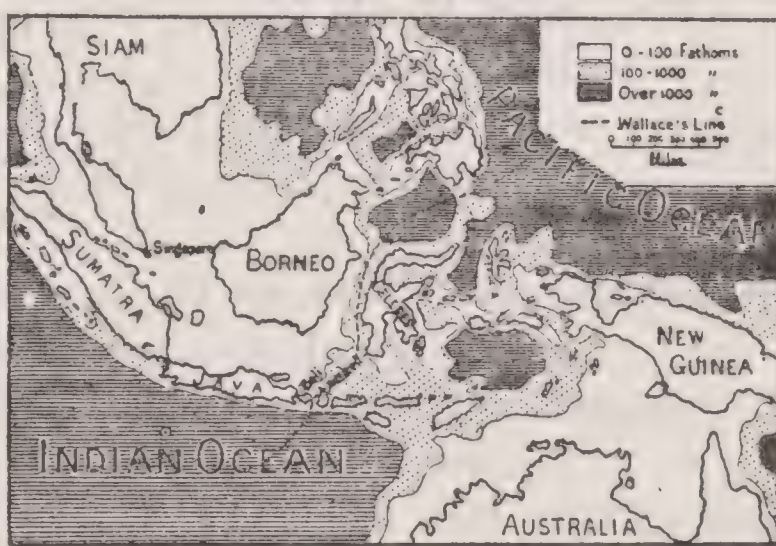 SIAM
0-100 Fathoms
100-1000 "
Over 1000 "
Wallace's Line
Miles
PACIFIC OCEAN
Singapore
BORNEO
SUMATRA
CELEBES
NEW
GUINEA
JAVA
INDIAN OCEAN
AUSTRALIA